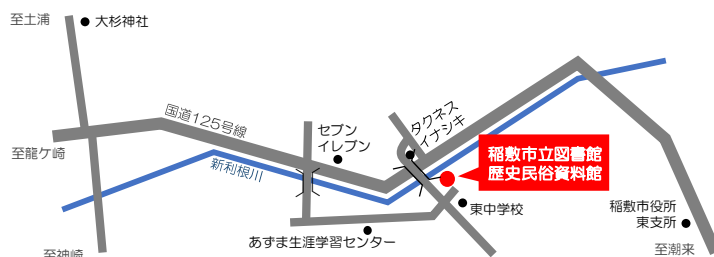 至土浦
大杉神社
国道125号線
セブン
イレブン
タクネス
イナシキ
稲敷市立図書館
歴史民俗資料館
至龍ケ崎
新利根川
東中学校
稲敷市役所
東支所
あずま生涯学習センター
至潮来
至神崎